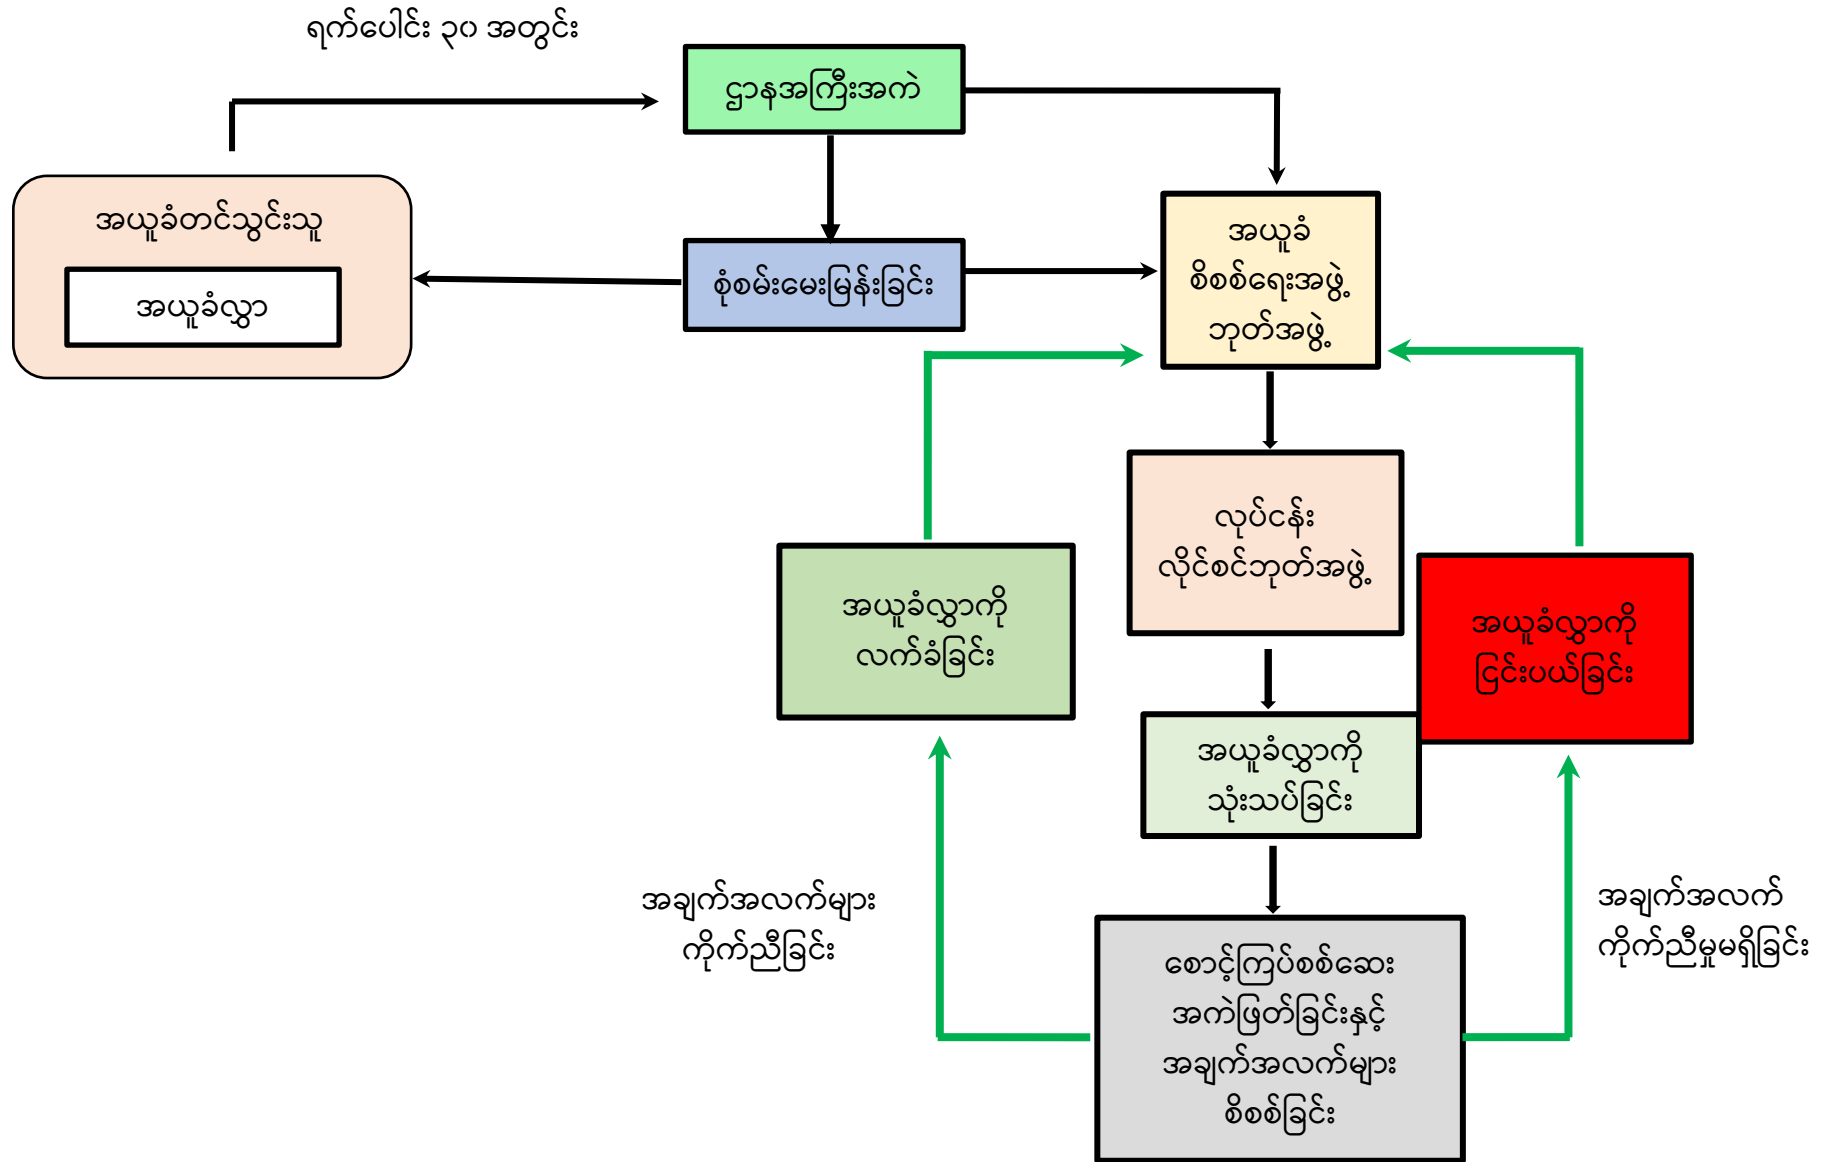 ရက်ပေါင်း ၃၀ အတွင်း
ဌာနအကြီးအကဲ
အယူခံတင်သွင်းသူ
အယူခံလွှာ
စုံစမ်းမေးမြန်းခြင်း
အယူခံ
စိစစ်ရေးအဖွဲ့
ဘုတ်အဖွဲ့
လုပ်ငန်း
လိုင်စင်ဘုတ်အဖွဲ့
အယူခံလွှာကို
လက်ခံခြင်း
အယူခံလွှာကို
ငြင်းပယ်ခြင်း
အယူခံလွှာကို
သုံးသပ်ခြင်း
အချက်အလက်များ
ကိုက်ညီခြင်း
အချက်အလက်
ကိုက်ညီမှုမရှိခြင်း
စောင့်ကြပ်စစ်ဆေး
အကဲဖြတ်ခြင်းနှင့်
အချက်အလက်များ
စိစစ်ခြင်း